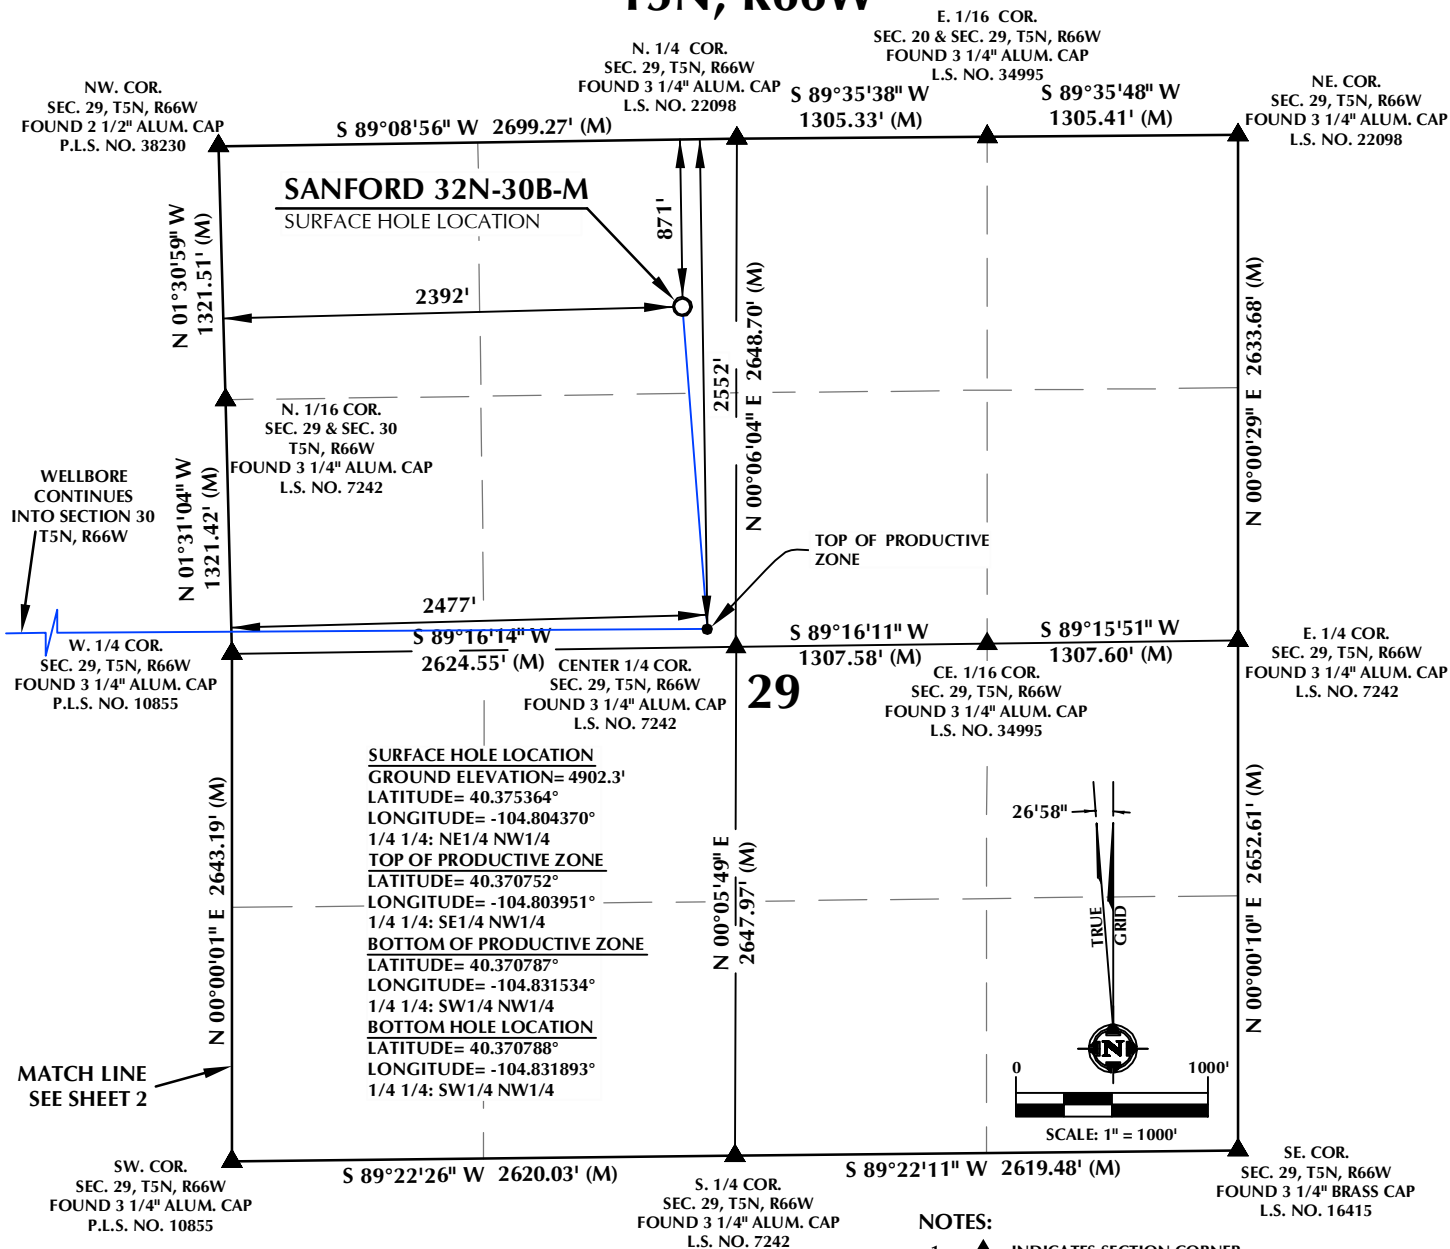 T5N, R66W
E. 1/16 COR.
SEC. 20 & SEC. 29, T5N, R66W
FOUND 3 1/4" ALUM. CAP
L.S. NO. 34995
N. 1/4 COR.
SEC. 29, T5N, R66W
FOUND 3 1/4" ALUM. CAP
L.S. NO. 22098
NW. COR.
SEC. 29, T5N, R66W
FOUND 2 1/2" ALUM. CAP
P.L.S. NO. 38230
NE. COR.
SEC. 29, T5N, R66W
FOUND 3 1/4" ALUM. CAP
L.S. NO. 22098
S 89°08'56" W 2699.27' (M)
S 89°35'38" W
1305.33' (M)
S 89°35'48" W
1305.41' (M)
SANFORD 32N-30B-M
SURFACE HOLE LOCATION
871'
N 01°30'59" W
1321.51' (M)
2392'
2552'
N 00°06'04" E 2648.70' (M)
N 00°00'29" E 2633.68' (M)
N. 1/16 COR.
SEC. 29 & SEC. 30
T5N, R66W
FOUND 3 1/4" ALUM. CAP
L.S. NO. 7242
WELLBORE
CONTINUES
INTO SECTION 30
T5N, R66W
N 01°31'04" W
1321.42' (M)
TOP OF PRODUCTIVE
ZONE
2477'
S 89°16'14" W
2624.55' (M)
S 89°16'11" W
1307.58' (M)
S 89°15'51" W
1307.60' (M)
W. 1/4 COR.
SEC. 29, T5N, R66W
FOUND 3 1/4" ALUM. CAP
P.L.S. NO. 10855
CENTER 1/4 COR.
SEC. 29, T5N, R66W
FOUND 3 1/4" ALUM. CAP
L.S. NO. 7242
29
CE. 1/16 COR.
SEC. 29, T5N, R66W
FOUND 3 1/4" ALUM. CAP
L.S. NO. 34995
E. 1/4 COR.
SEC. 29, T5N, R66W
FOUND 3 1/4" ALUM. CAP
L.S. NO. 7242
SURFACE HOLE LOCATION
GROUND ELEVATION= 4902.3'
LATITUDE= 40.375364°
LONGITUDE= -104.804370°
1/4 1/4: NE1/4 NW1/4
TOP OF PRODUCTIVE ZONE
LATITUDE= 40.370752°
LONGITUDE= -104.803951°
1/4 1/4: SE1/4 NW1/4
BOTTOM OF PRODUCTIVE ZONE
LATITUDE= 40.370787°
LONGITUDE= -104.831534°
1/4 1/4: SW1/4 NW1/4
BOTTOM HOLE LOCATION
LATITUDE= 40.370788°
LONGITUDE= -104.831893°
1/4 1/4: SW1/4 NW1/4
N 00°00'01" E 2643.19' (M)
N 00°05'49" E
2647.97' (M)
N 00°00'10" E 2652.61' (M)
26'58"
TRUE
GRID
N
0 1000'
SCALE: 1" = 1000'
MATCH LINE
SEE SHEET 2
S 89°22'26" W 2620.03' (M)
S 89°22'11" W 2619.48' (M)
SW. COR.
SEC. 29, T5N, R66W
FOUND 3 1/4" ALUM. CAP
P.L.S. NO. 10855
S. 1/4 COR.
SEC. 29, T5N, R66W
FOUND 3 1/4" ALUM. CAP
L.S. NO. 7242
SE. COR.
SEC. 29, T5N, R66W
FOUND 3 1/4" BRASS CAP
L.S. NO. 16415
NOTES:
INDICATES SECTION CORNER